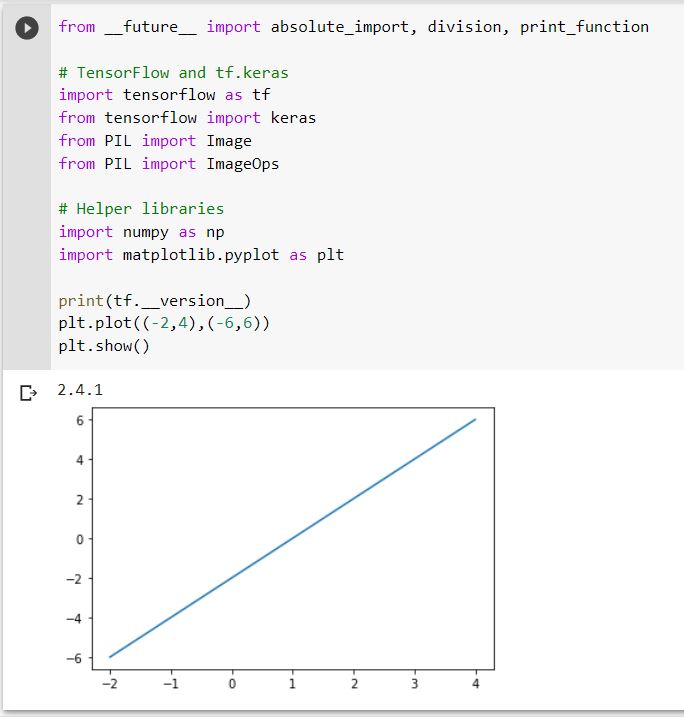 from __future__ import absolute_import, division, print_function
# TensorFlow and tf.keras
import tensorflow as tf
from tensorflow import keras
from PIL import Image
from PIL import ImageOps
# Helper libraries
import numpy as np
import matplotlib.pyplot as plt
print(tf.__version__)
plt.plot((-2,4),(-6,6))
plt.show()
2.4.1
6
4
2
0
−2
−4
−6
−2 −1 0 1 2 3 4